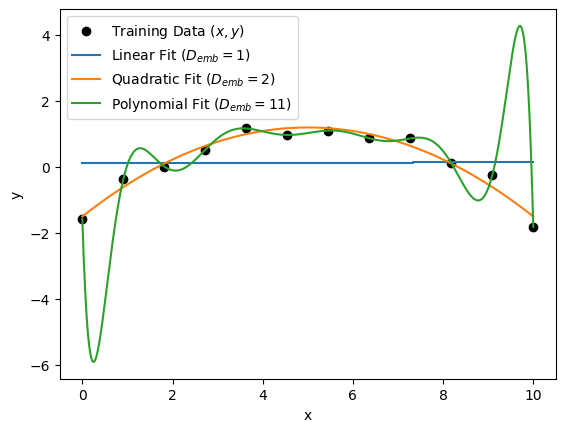 Training Data (x, y)
Linear Fit (D_emb = 1)
Quadratic Fit (D_emb = 2)
Polynomial Fit (D_emb = 11)
4
2
0
−2
−4
−6
y
0 2 4 6 8 10
x